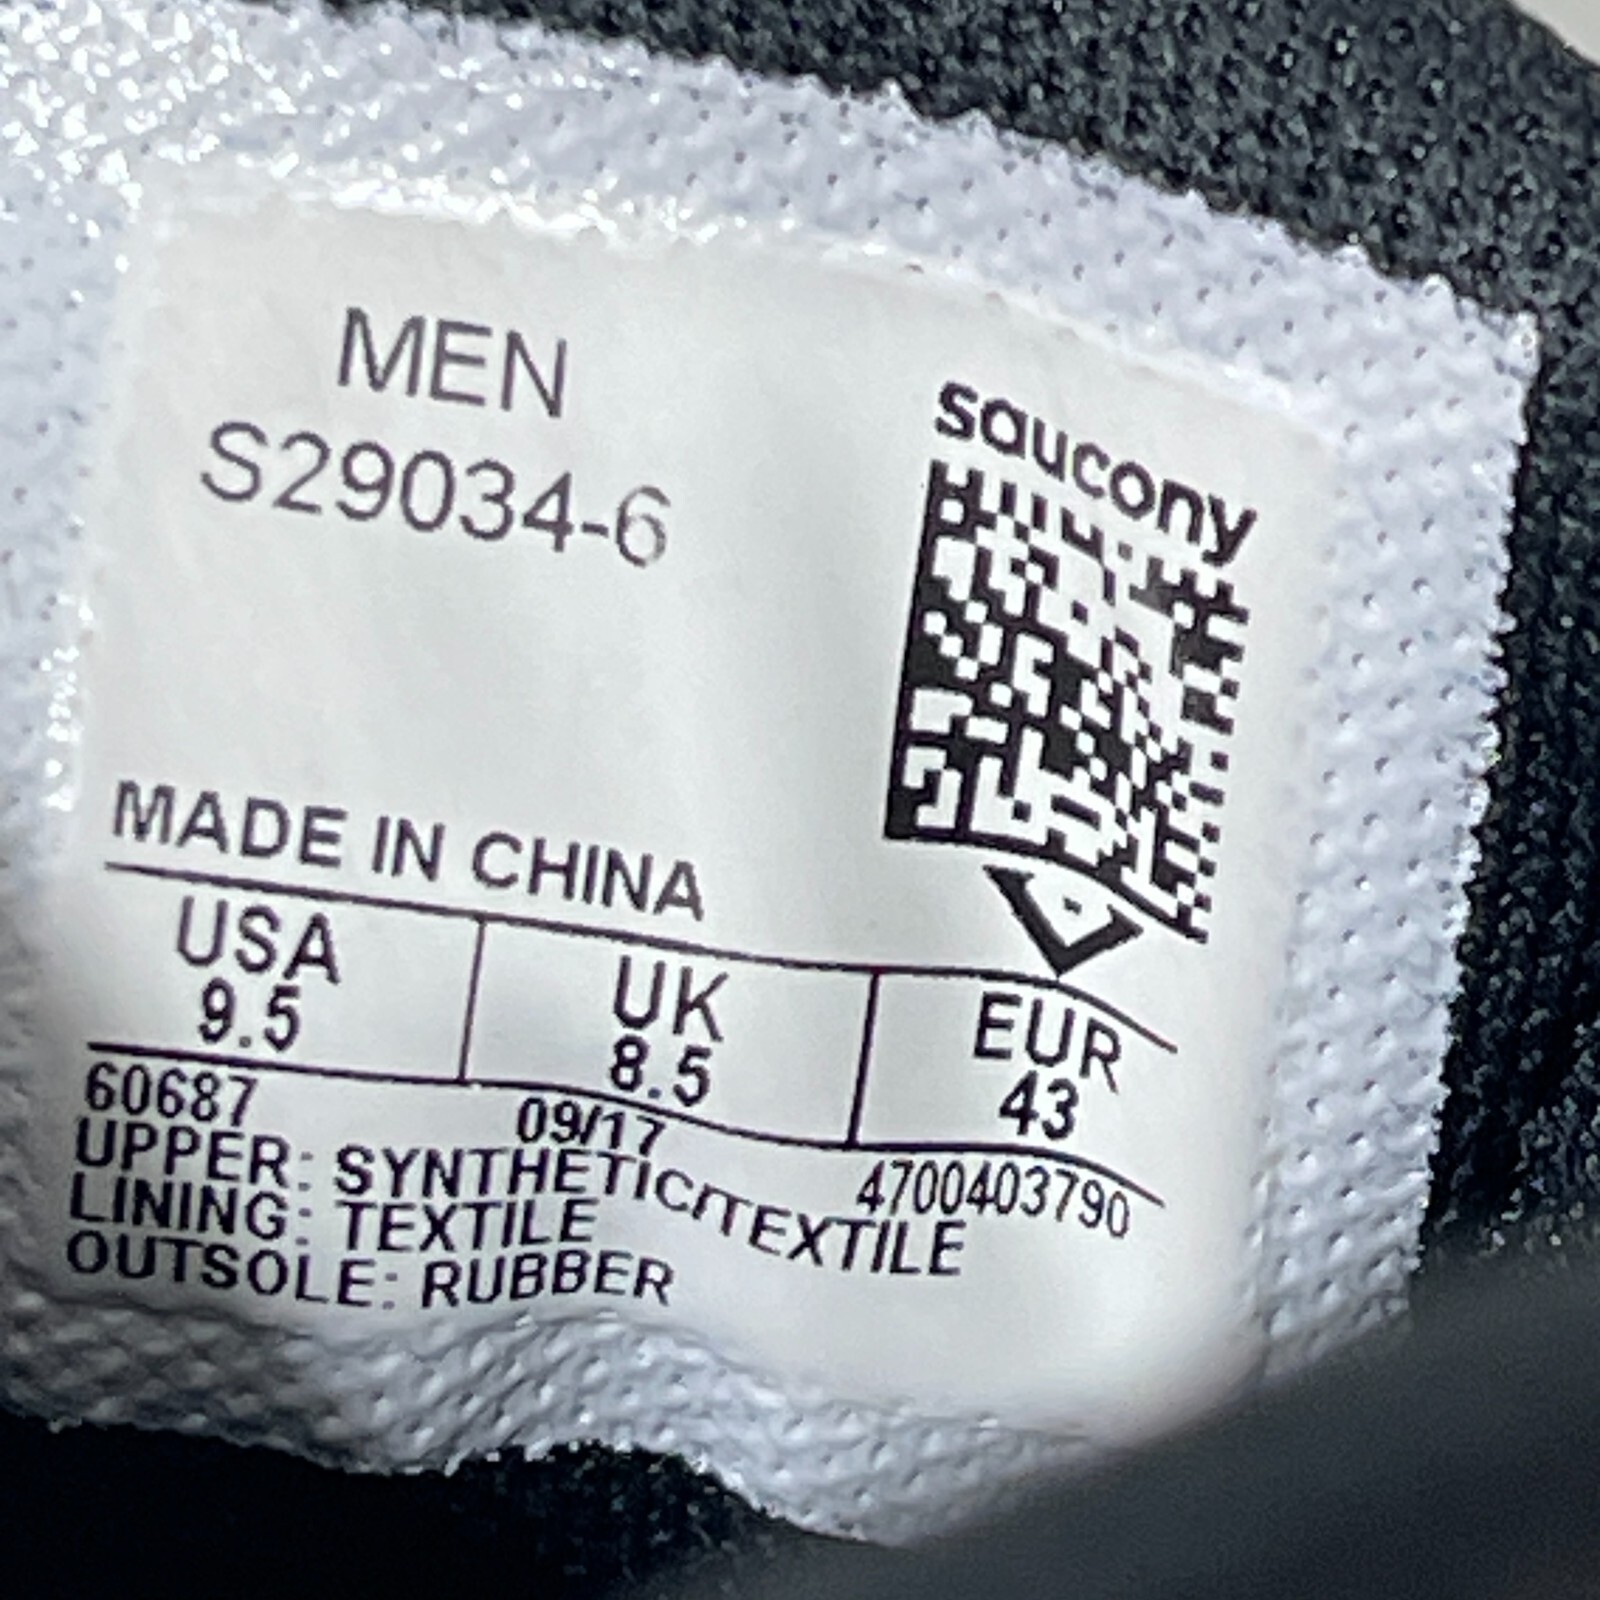 MEN
S29034-6
saucony
MADE IN CHINA
USA UK EUR
9.5 8.5 43
60687 09/17 4700403790
UPPER: SYNTHETIC/TEXTILE
LINING: TEXTILE
OUTSOLE: RUBBER